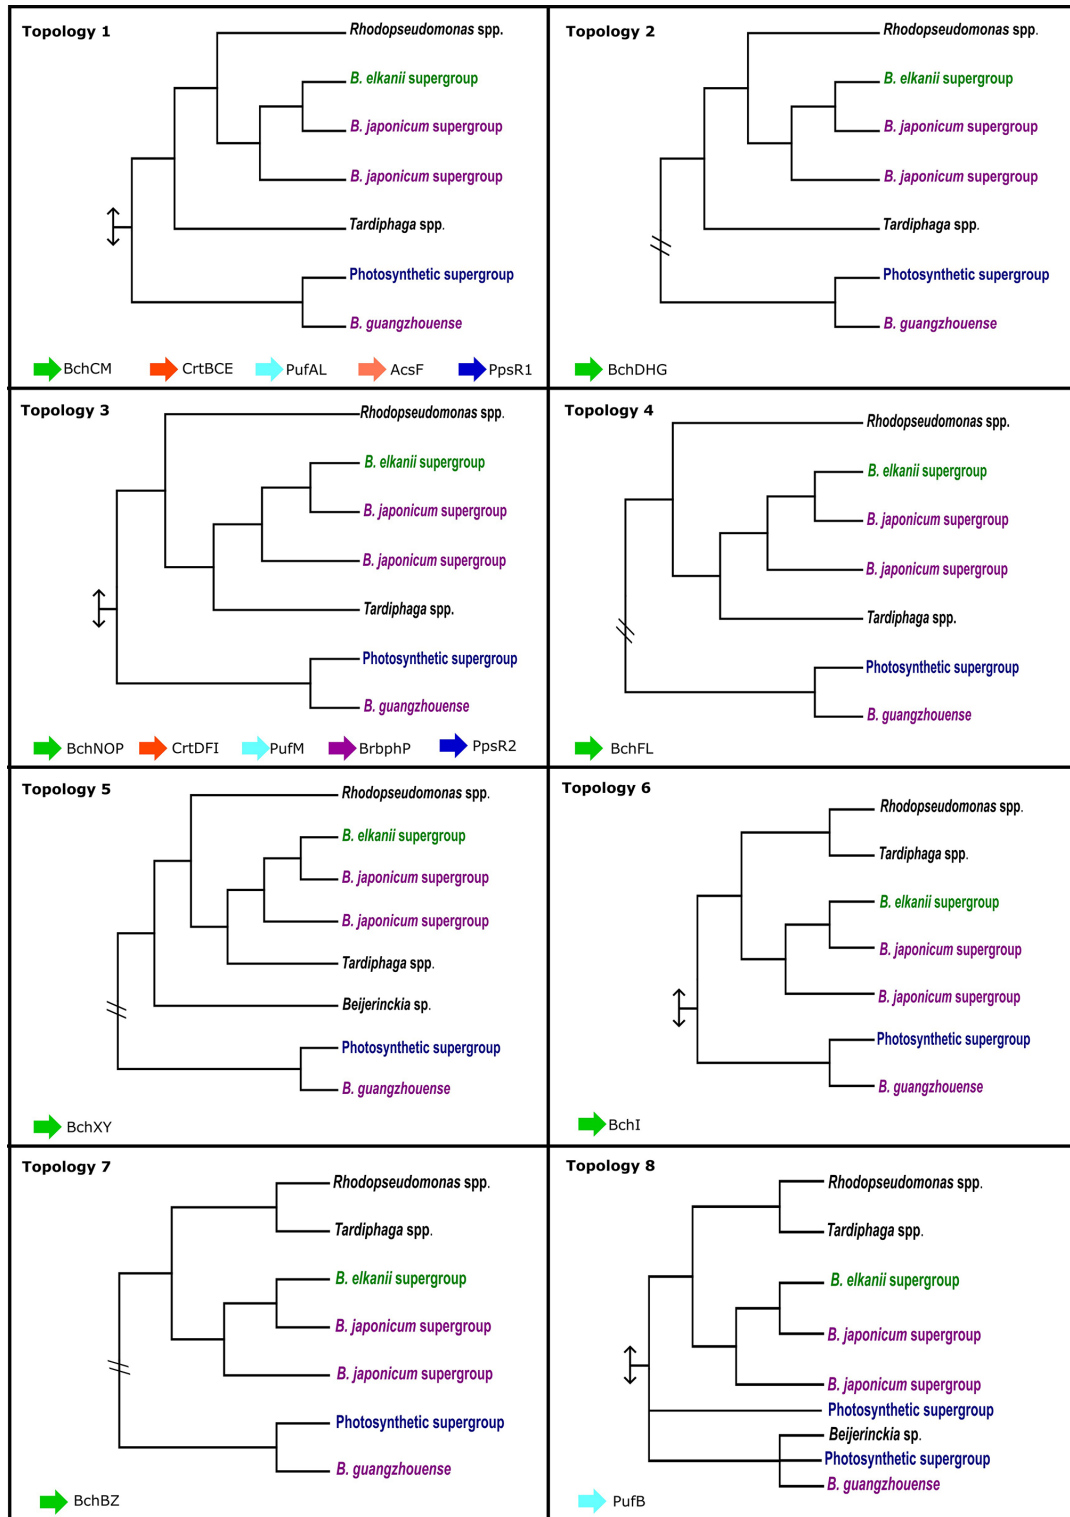 Topology 1
Rhodopseudomonas spp.
B. elkanii supergroup
B. japonicum supergroup
B. japonicum supergroup
Tardiphaga spp.
Photosynthetic supergroup
B. guangzhouense
BchCM CrtBCE PufAL AcsF PpsR1
Topology 2
Rhodopseudomonas spp.
B. elkanii supergroup
B. japonicum supergroup
B. japonicum supergroup
Tardiphaga spp.
Photosynthetic supergroup
B. guangzhouense
BchDHG
Topology 3
Rhodopseudomonas spp.
B. elkanii supergroup
B. japonicum supergroup
B. japonicum supergroup
Tardiphaga spp.
Photosynthetic supergroup
B. guangzhouense
BchNOP CrtDFI PufM BrbphP PpsR2
Topology 4
Rhodopseudomonas spp.
B. elkanii supergroup
B. japonicum supergroup
B. japonicum supergroup
Tardiphaga spp.
Photosynthetic supergroup
B. guangzhouense
BchFL
Topology 5
Rhodopseudomonas spp.
B. elkanii supergroup
B. japonicum supergroup
B. japonicum supergroup
Tardiphaga spp.
Beijerinckia sp.
Photosynthetic supergroup
B. guangzhouense
BchXY
Topology 6
Rhodopseudomonas spp.
Tardiphaga spp.
B. elkanii supergroup
B. japonicum supergroup
B. japonicum supergroup
Photosynthetic supergroup
B. guangzhouense
BchI
Topology 7
Rhodopseudomonas spp.
Tardiphaga spp.
B. elkanii supergroup
B. japonicum supergroup
B. japonicum supergroup
Photosynthetic supergroup
B. guangzhouense
BchBZ
Topology 8
Rhodopseudomonas spp.
Tardiphaga spp.
B. elkanii supergroup
B. japonicum supergroup
B. japonicum supergroup
Photosynthetic supergroup
Beijerinckia sp.
Photosynthetic supergroup
B. guangzhouense
PufB